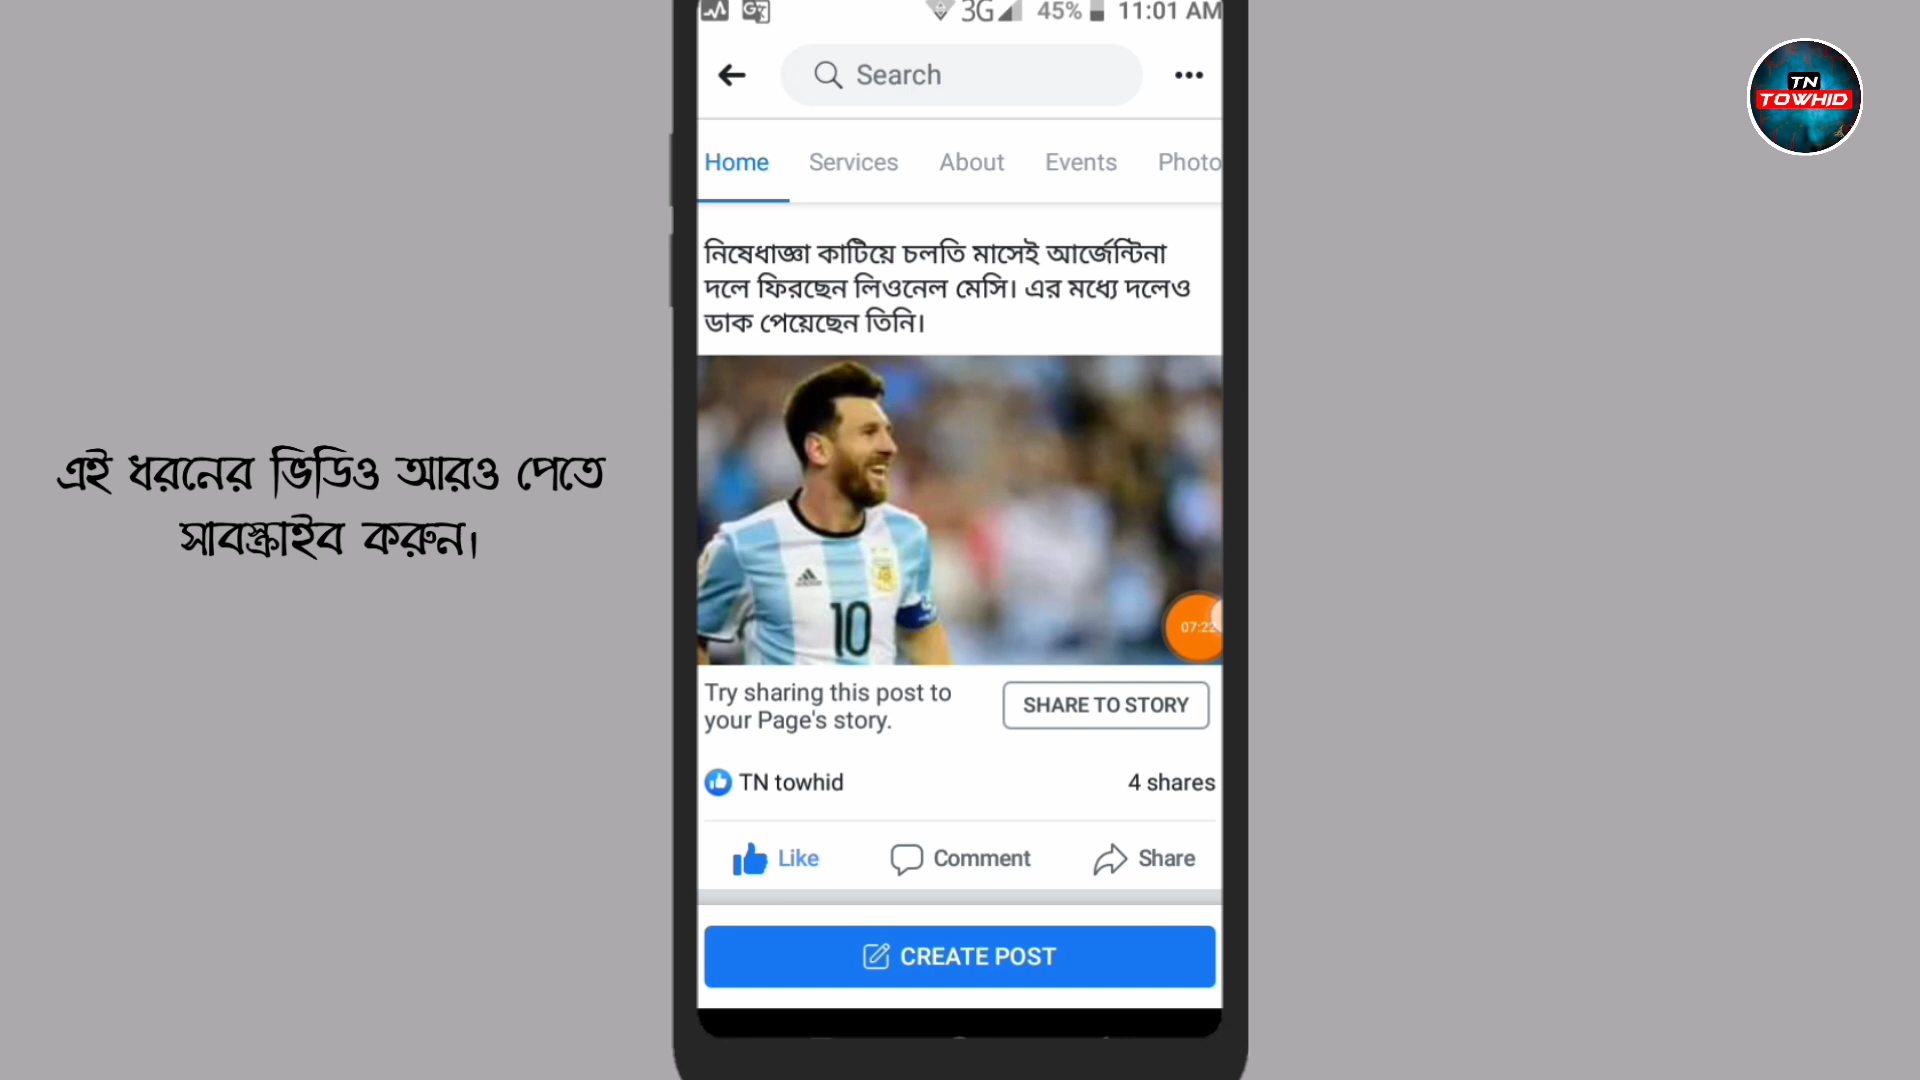 3G 45% 11:01 AM
Search
Home Services About Events Photo
নিষেধাজ্ঞা কাটিয়ে চলতি মাসেই আর্জেন্টিনা
দলে ফিরছেন লিওনেল মেসি। এর মধ্যে দলেও
ডাক পেয়েছেন তিনি।
10
07:22
Try sharing this post to
your Page's story.
SHARE TO STORY
TN towhid 4 shares
Like Comment Share
CREATE POST
এই ধরনের ভিডিও আরও পেতে
সাবস্ক্রাইব করুন।
TN
TOWHID